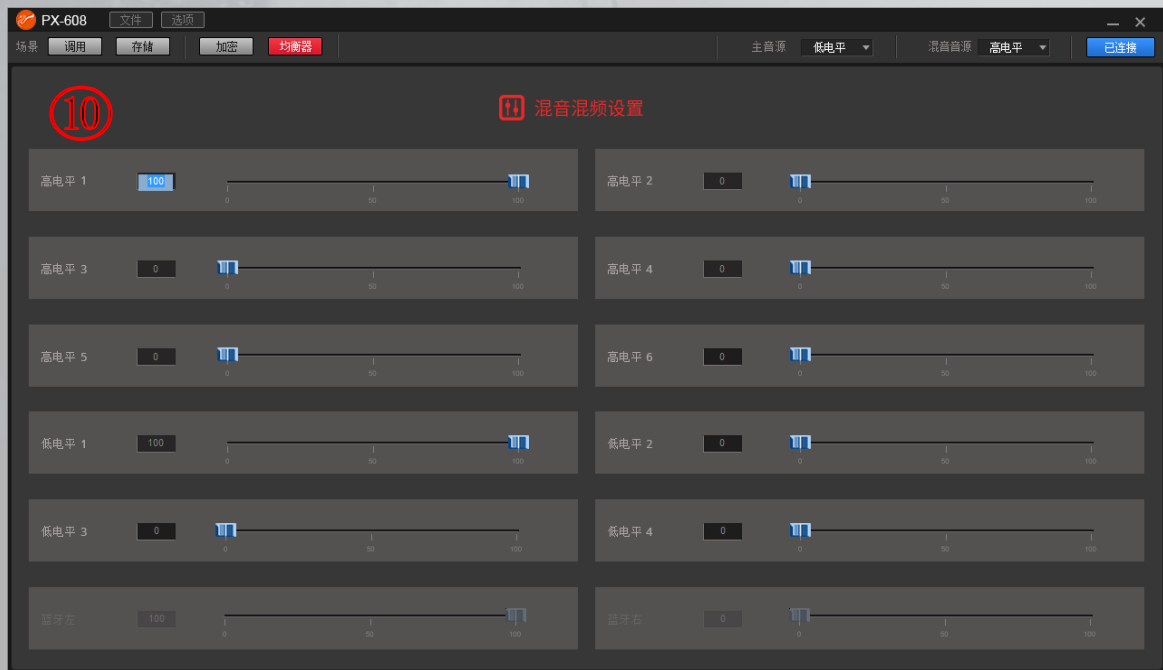 PX-608 文件 选项
场景 调用 存储 加密 均衡器 主音源 低电平 混音音源 高电平 已连接
⑩
混音混频设置
高电平 1 100 0 50 100
高电平 2 0 0 50 100
高电平 3 0 0 50 100
高电平 4 0 0 50 100
高电平 5 0 0 50 100
高电平 6 0 0 50 100
低电平 1 100 0 50 100
低电平 2 0 0 50 100
低电平 3 0 0 50 100
低电平 4 0 0 50 100
蓝牙左 100 0 50 100
蓝牙右 0 0 50 100